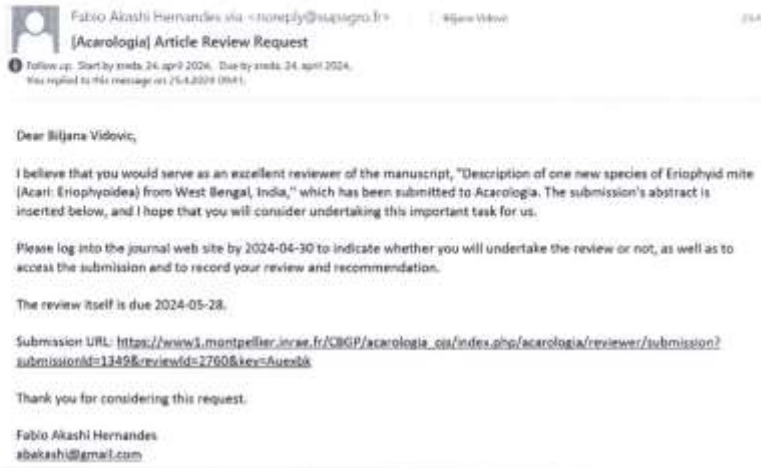 Fabio Akashi Hernandes via <noreply@supagro.fr>
Biljana Vidovic
[Acarologia] Article Review Request
Follow up. Start by sreda, 24. april 2024. Due by sreda, 24. april 2024.
You replied to this message on 25.4.2024
Dear Biljana Vidovic,
I believe that you would serve as an excellent reviewer of the manuscript, "Description of one new species of Eriophyid mite
(Acari: Eriophyoidea) from West Bengal, India," which has been submitted to Acarologia. The submission's abstract is
inserted below, and I hope that you will consider undertaking this important task for us.
Please log into the journal web site by 2024-04-30 to indicate whether you will undertake the review or not, as well as to
access the submission and to record your review and recommendation.
The review itself is due 2024-05-28.
Submission URL: https://www1.montpellier.inrae.fr/CBGP/acarologia_ojs/index.php/acarologia/reviewer/submission?
submissionId=1349&reviewId=2760&key=Auexbk
Thank you for considering this request.
Fabio Akashi Hernandes
abakashi@gmail.com